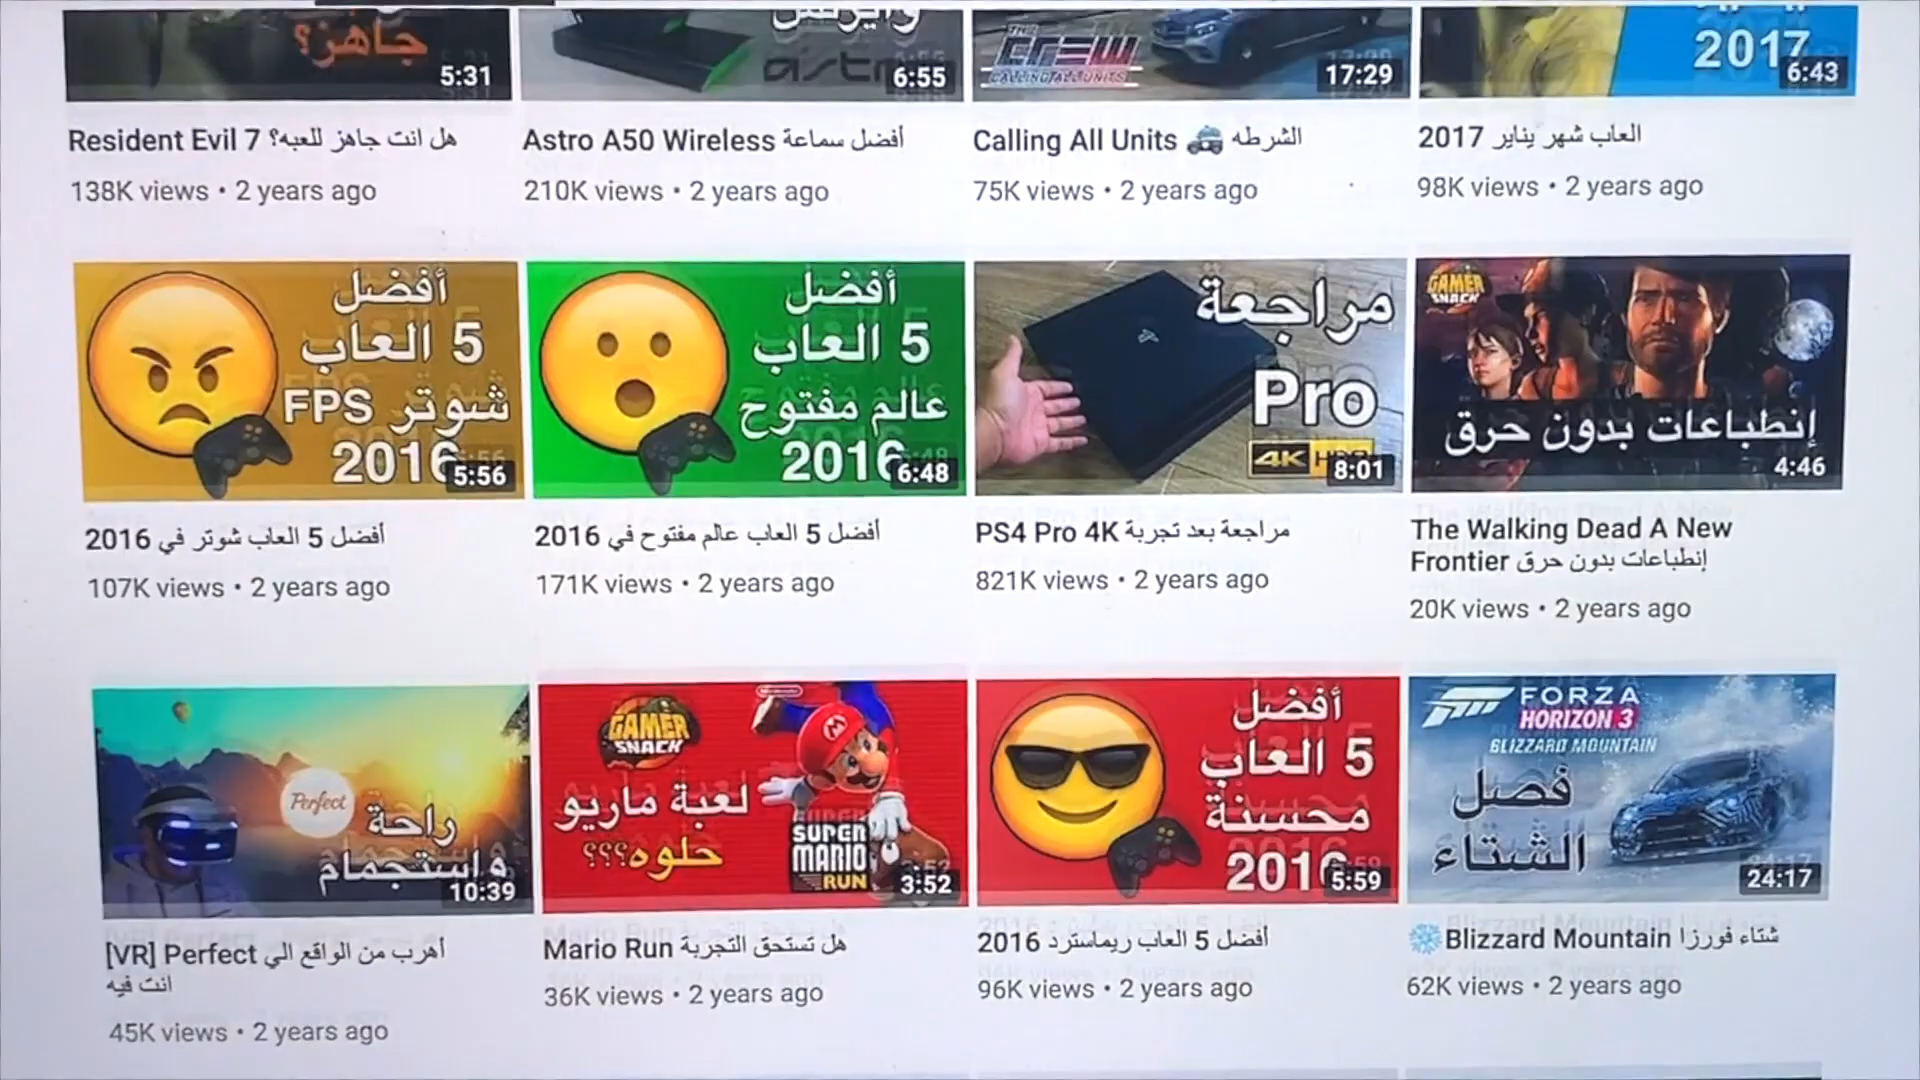 جاهز؟
5:31
وايرلس
astr
6:55
THE CREW
CALLING ALL UNITS
17:29
2017
6:43
Resident Evil 7 هل انت جاهز للعبه؟
138K views • 2 years ago
Astro A50 Wireless أفضل سماعة
210K views • 2 years ago
Calling All Units 🚔 الشرطه
75K views • 2 years ago
العاب شهر يناير 2017
98K views • 2 years ago
أفضل
5 العاب
شوتر FPS
2016
5:56
أفضل
5 العاب
عالم مفتوح
2016
6:48
مراجعة
Pro
4K HDR
8:01
GAMER SNACK
إنطباعات بدون حرق
4:46
أفضل 5 العاب شوتر في 2016
107K views • 2 years ago
أفضل 5 العاب عالم مفتوح في 2016
171K views • 2 years ago
PS4 Pro 4K مراجعة بعد تجربة
821K views • 2 years ago
The Walking Dead A New
Frontier إنطباعات بدون حرق
20K views • 2 years ago
Perfect
راحة
و استجمام
10:39
Nintendo
GAMER SNACK
لعبة ماريو
حلوه؟؟؟
SUPER
MARIO
RUN
3:52
أفضل
5 العاب
محسنة
2016
5:59
FORZA
HORIZON 3
BLIZZARD MOUNTAIN
فصل
الشتاء
24:17
[VR] Perfect أهرب من الواقع الي
انت فيه
45K views • 2 years ago
Mario Run هل تستحق التجربة
36K views • 2 years ago
أفضل 5 العاب ريماسترد 2016
96K views • 2 years ago
❄️Blizzard Mountain شتاء فورزا
62K views • 2 years ago